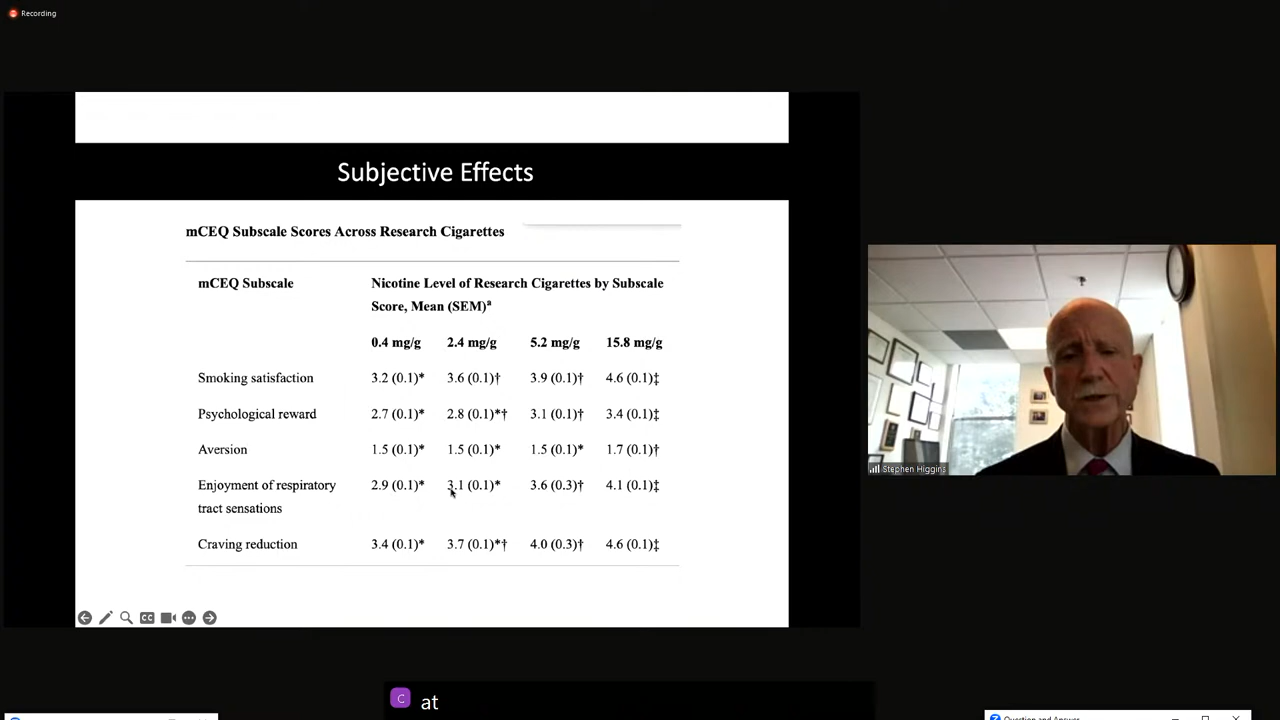 Recording
Subjective Effects
mCEQ Subscale Scores Across Research Cigarettes
mCEQ Subscale Nicotine Level of Research Cigarettes by Subscale
Score, Mean (SEM)ª
0.4 mg/g 2.4 mg/g 5.2 mg/g 15.8 mg/g
Smoking satisfaction 3.2 (0.1)* 3.6 (0.1)† 3.9 (0.1)† 4.6 (0.1)‡
Psychological reward 2.7 (0.1)* 2.8 (0.1)*† 3.1 (0.1)† 3.4 (0.1)‡
Aversion 1.5 (0.1)* 1.5 (0.1)* 1.5 (0.1)* 1.7 (0.1)†
Enjoyment of respiratory 2.9 (0.1)* 3.1 (0.1)* 3.6 (0.3)† 4.1 (0.1)‡
tract sensations
Craving reduction 3.4 (0.1)* 3.7 (0.1)*† 4.0 (0.3)† 4.6 (0.1)‡
CC
Stephen Higgins
C at
Question and Answer